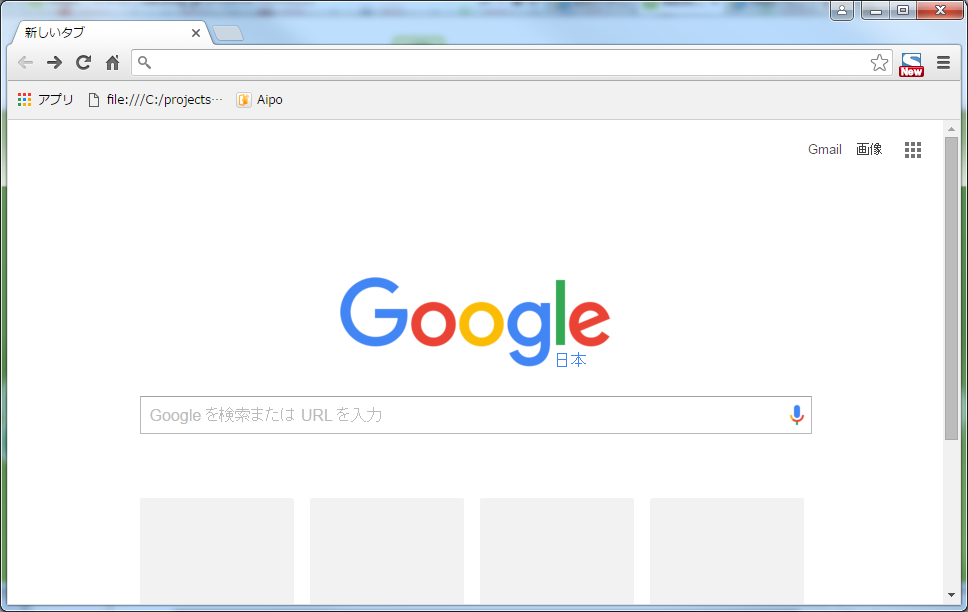 新しいタブ
New
アプリ file:///C:/projects… Aipo
Gmail 画像
Google
日本
Google を検索または URL を入力